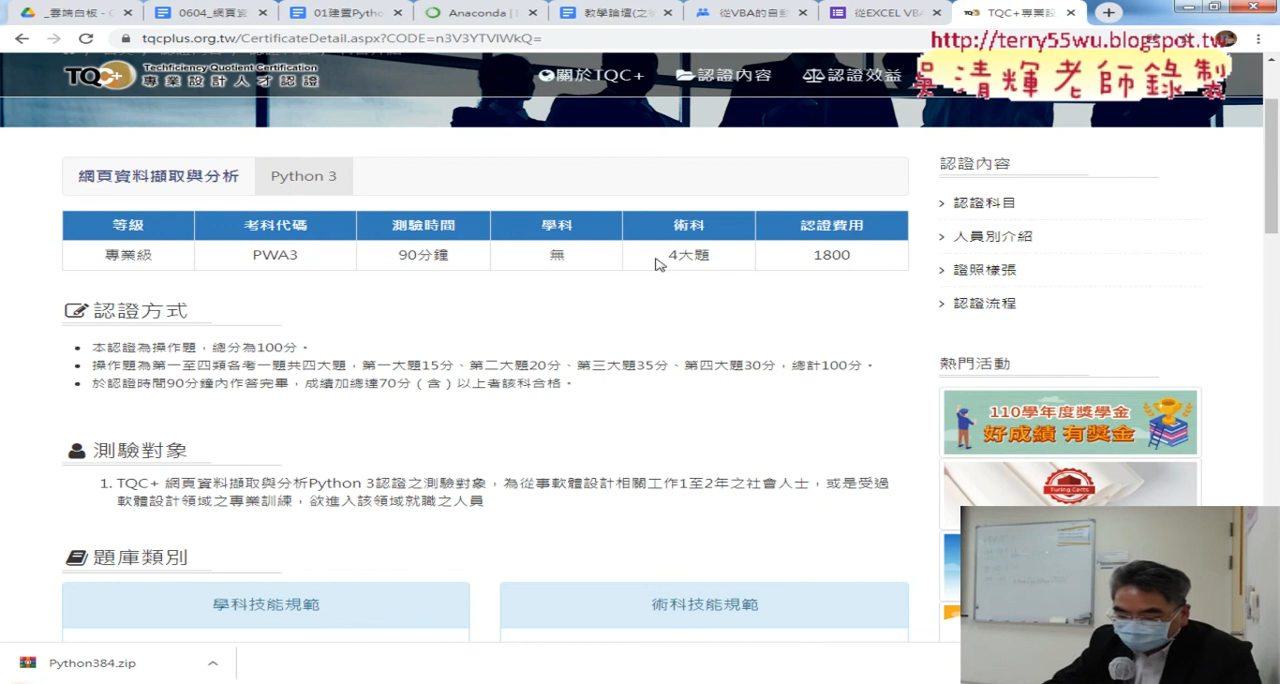 _雲端白板 - G
0604_網頁資
01建置Pytho
Anaconda |
教學論壇(之
從VBA的自動
從EXCEL VBA
TQC+專業設
tqcplus.org.tw/CertificateDetail.aspx?CODE=n3V3YTVIWkQ=
http://terry55wu.blogspot.tw
吳清輝老師錄製
TQC+
Techficiency Quotient Certification
專業設計人才認證
關於TQC+
認證內容
認證效益
網頁資料擷取與分析
Python 3
等級 考科代碼 測驗時間 學科 術科 認證費用
專業級 PWA3 90分鐘 無 4大題 1800
認證方式
本認證為操作題，總分為100分。
操作題為第一至四類各考一題共四大題，第一大題15分、第二大題20分、第三大題35分、第四大題30分，總計100分。
於認證時間90分鐘內作答完畢，成績加總達70分（含）以上者該科合格。
測驗對象
1. TQC+ 網頁資料擷取與分析Python 3認證之測驗對象，為從事軟體設計相關工作1至2年之社會人士，或是受過
軟體設計領域之專業訓練，欲進入該領域就職之人員
題庫類別
學科技能規範
術科技能規範
認證內容
> 認證科目
> 人員別介紹
> 證照樣張
> 認證流程
熱門活動
110學年度獎學金
好成績 有獎金
Turing Certs
Python384.zip